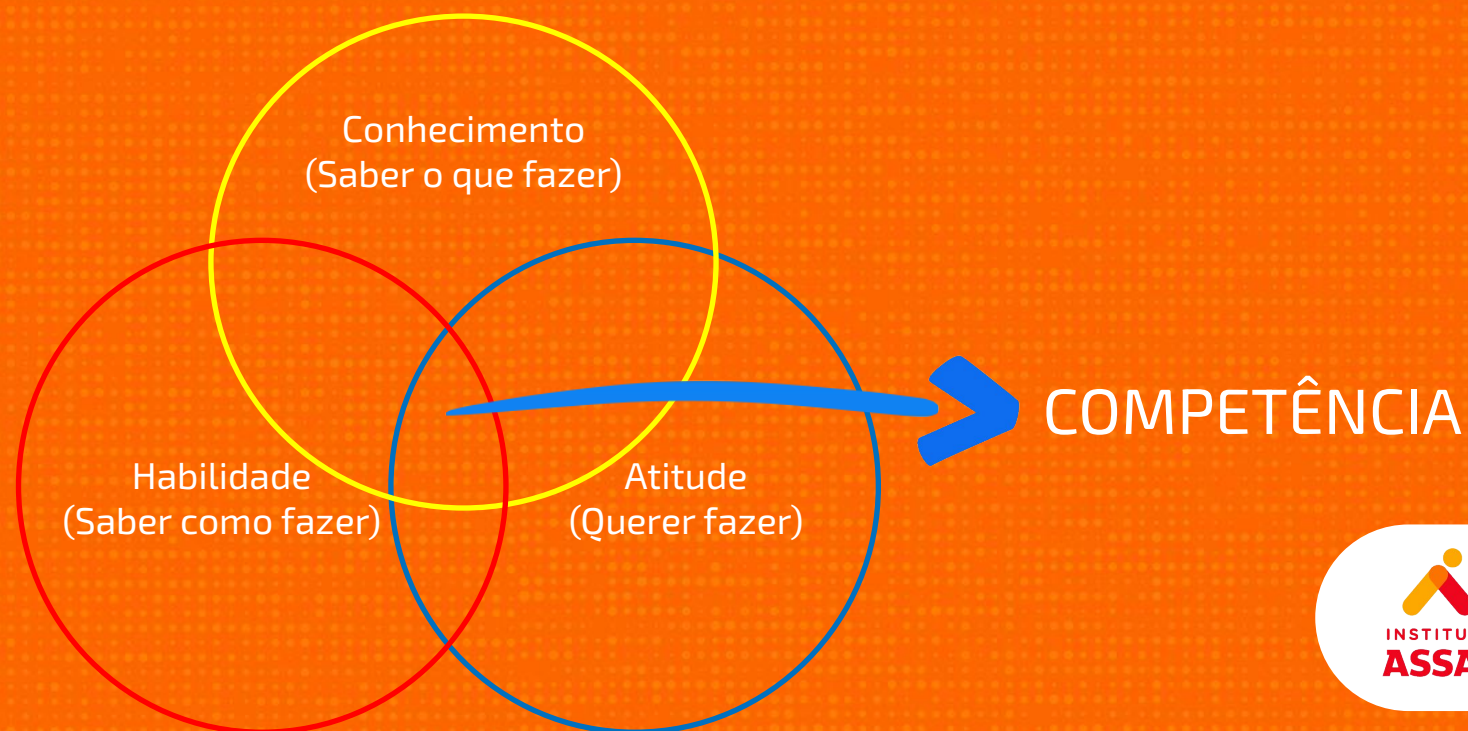 Conhecimento
(Saber o que fazer)
COMPETÊNCIA
Habilidade
(Saber como fazer)
Atitude
(Querer fazer)
INSTITU
ASSA